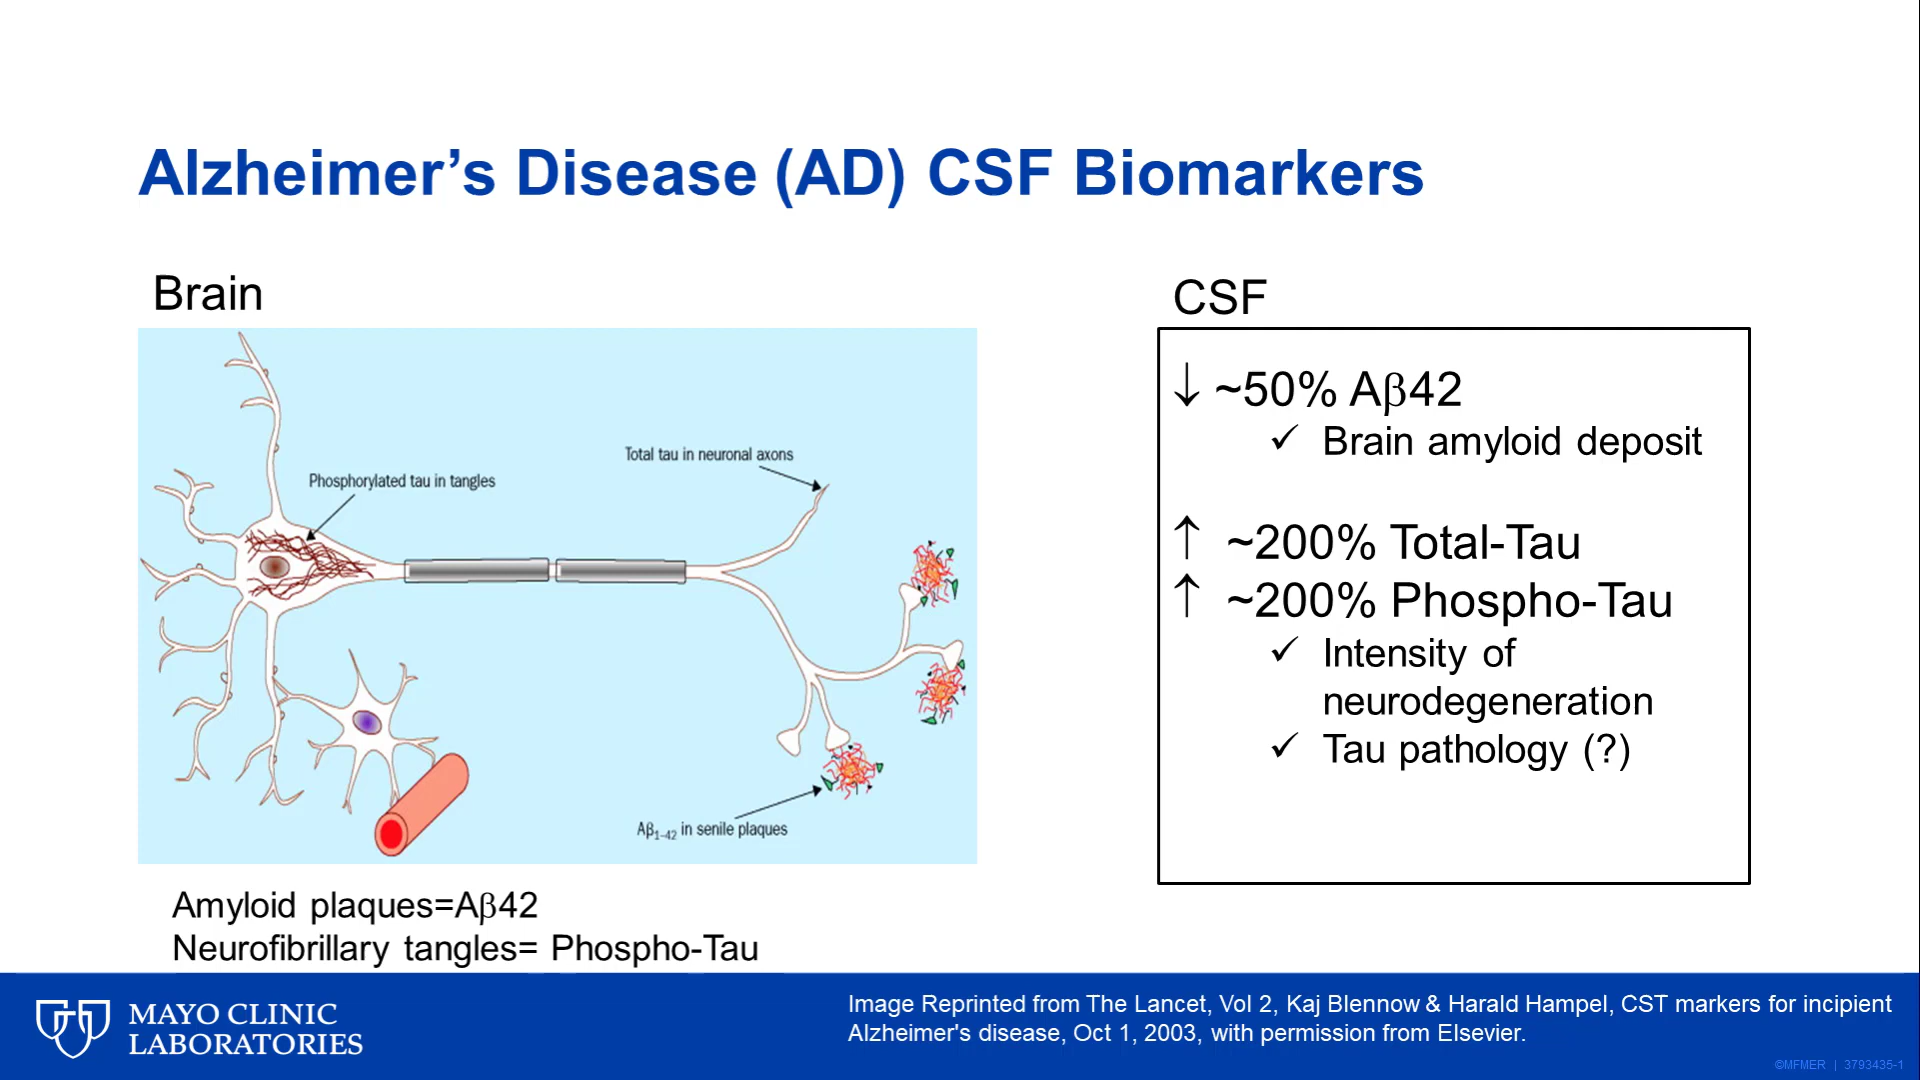 Alzheimer’s Disease (AD) CSF Biomarkers
Brain
Phosphorylated tau in tangles
Total tau in neuronal axons
Aβ1–42 in senile plaques
Amyloid plaques=Aβ42
Neurofibrillary tangles= Phospho-Tau
CSF
↓ ~50% Aβ42
✓ Brain amyloid deposit
↑ ~200% Total-Tau
↑ ~200% Phospho-Tau
✓ Intensity of
neurodegeneration
✓ Tau pathology (?)
MAYO CLINIC
LABORATORIES
Image Reprinted from The Lancet, Vol 2, Kaj Blennow & Harald Hampel, CST markers for incipient
Alzheimer's disease, Oct 1, 2003, with permission from Elsevier.
©MFMER | 3793435-1